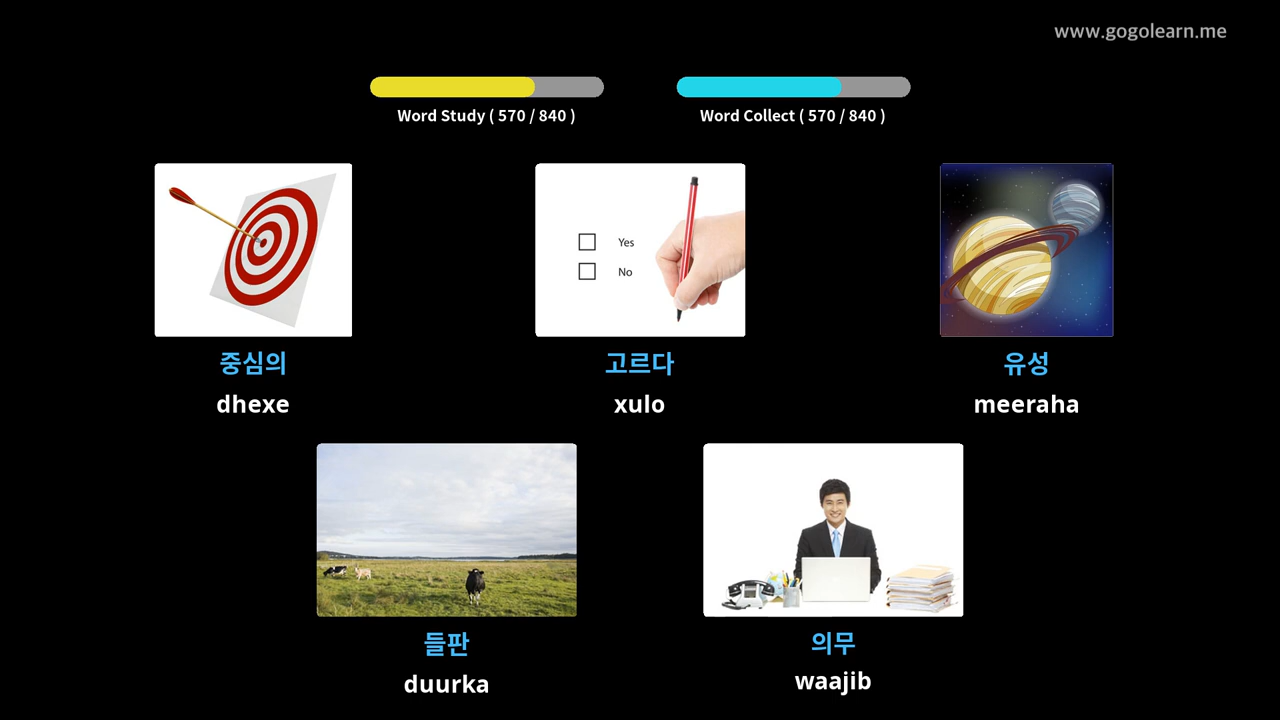 www.gogolearn.me
Word Study ( 570 / 840 )
Word Collect ( 570 / 840 )
Yes
No
중심의
dhexe
고르다
xulo
유성
meeraha
들판
duurka
의무
waajib